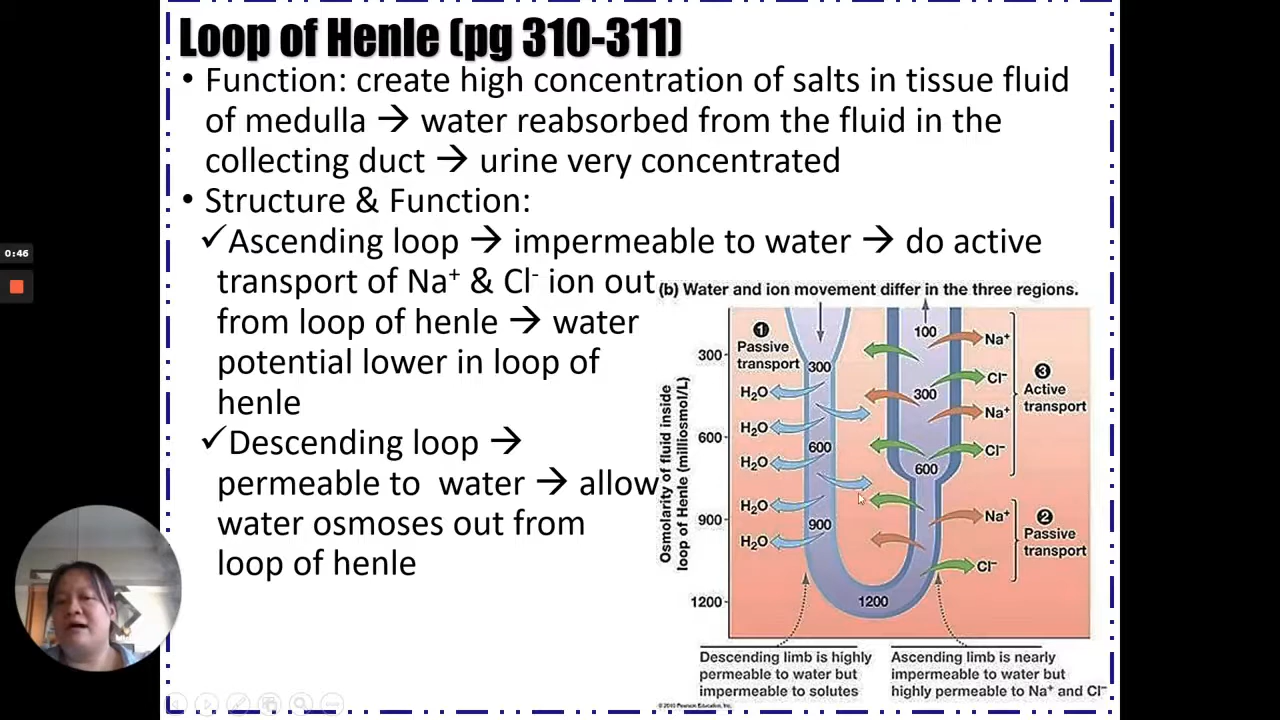 Loop of Henle (pg 310-311)
• Function: create high concentration of salts in tissue fluid
of medulla → water reabsorbed from the fluid in the
collecting duct → urine very concentrated
• Structure & Function:
✓Ascending loop → impermeable to water → do active
transport of Na⁺ & Cl⁻ ion out
from loop of henle → water
potential lower in loop of
henle
✓Descending loop →
permeable to water → allow
water osmoses out from
loop of henle
0:46
(b) Water and ion movement differ in the three regions.
Osmolarity of fluid inside
loop of Henle (milliosmol/L)
300
600
900
1200
1
Passive
transport
H₂O
H₂O
H₂O
H₂O
H₂O
300
600
900
1200
100
300
600
Na⁺
Cl⁻
Na⁺
Cl⁻
3
Active
transport
Na⁺
Cl⁻
2
Passive
transport
Descending limb is highly
permeable to water but
impermeable to solutes
Ascending limb is nearly
impermeable to water but
highly permeable to Na⁺ and Cl⁻
© 2010 Pearson Education, Inc.